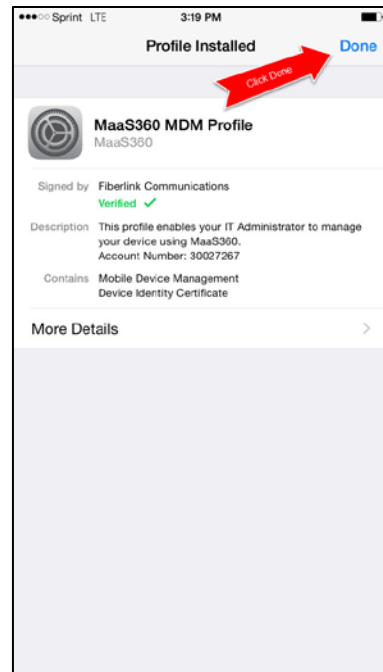 Sprint LTE 3:19 PM
Profile Installed Done
Click Done
MaaS360 MDM Profile
MaaS360
Signed by Fiberlink Communications
Verified ✓
Description This profile enables your IT Administrator to manage
your device using MaaS360.
Account Number: 30027267
Contains Mobile Device Management
Device Identity Certificate
More Details